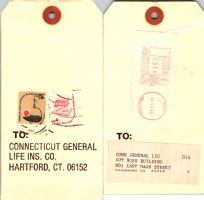 TO:
CONNECTICUT GENERAL
LIFE INS. CO.
HARTFORD, CT. 06152
TO:
CONN GENERAL LIC 014
409 ROSS BUILDING
801 EAST MAIN STREET